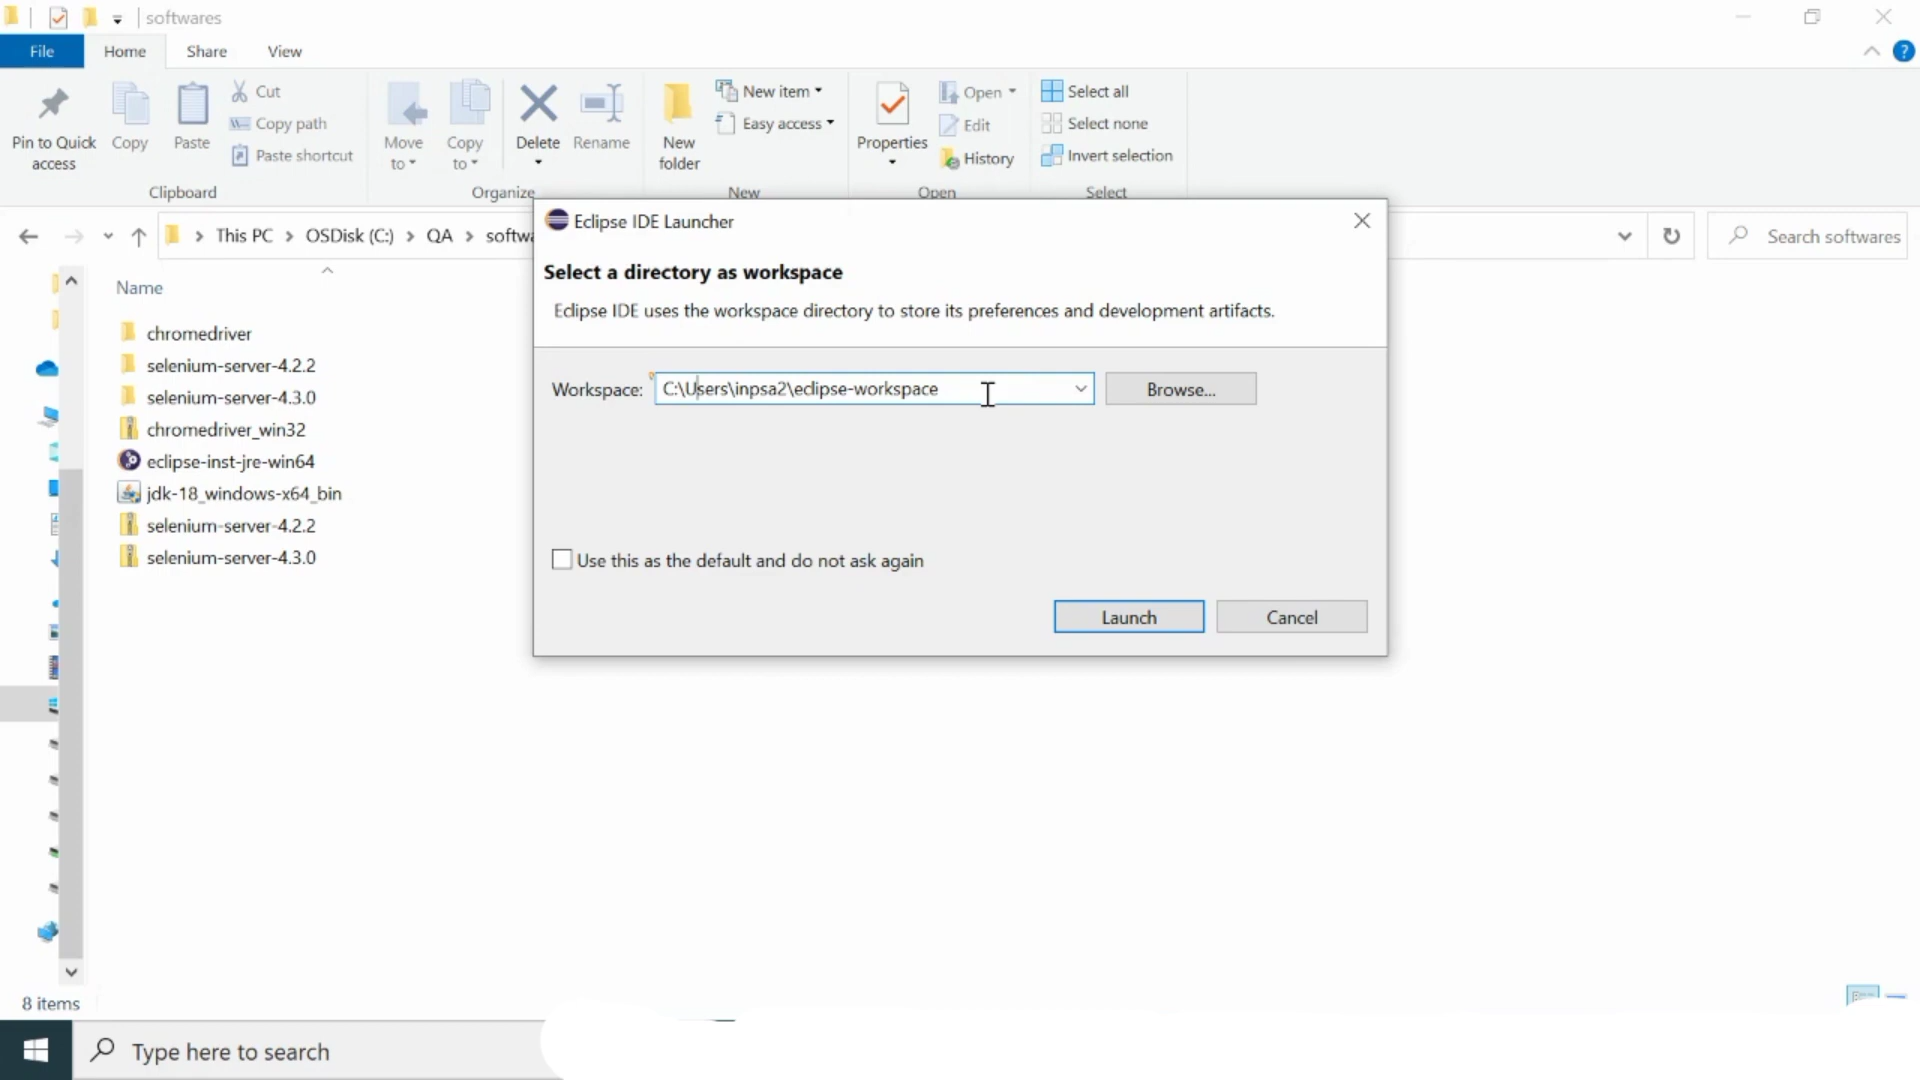 softwares
File Home Share View
Pin to Quick access
Copy
Paste
Cut
Copy path
Paste shortcut
Clipboard
Move to
Copy to
Delete
Rename
Organize
New folder
New item
Easy access
New
Properties
Open
Edit
History
Open
Select all
Select none
Invert selection
Select
This PC > OSDisk (C:) > QA > softwa
Search softwares
Name
chromedriver
selenium-server-4.2.2
selenium-server-4.3.0
chromedriver_win32
eclipse-inst-jre-win64
jdk-18_windows-x64_bin
selenium-server-4.2.2
selenium-server-4.3.0
Eclipse IDE Launcher
Select a directory as workspace
Eclipse IDE uses the workspace directory to store its preferences and development artifacts.
Workspace: C:\Users\inpsa2\eclipse-workspace Browse...
Use this as the default and do not ask again
Launch Cancel
8 items
Type here to search